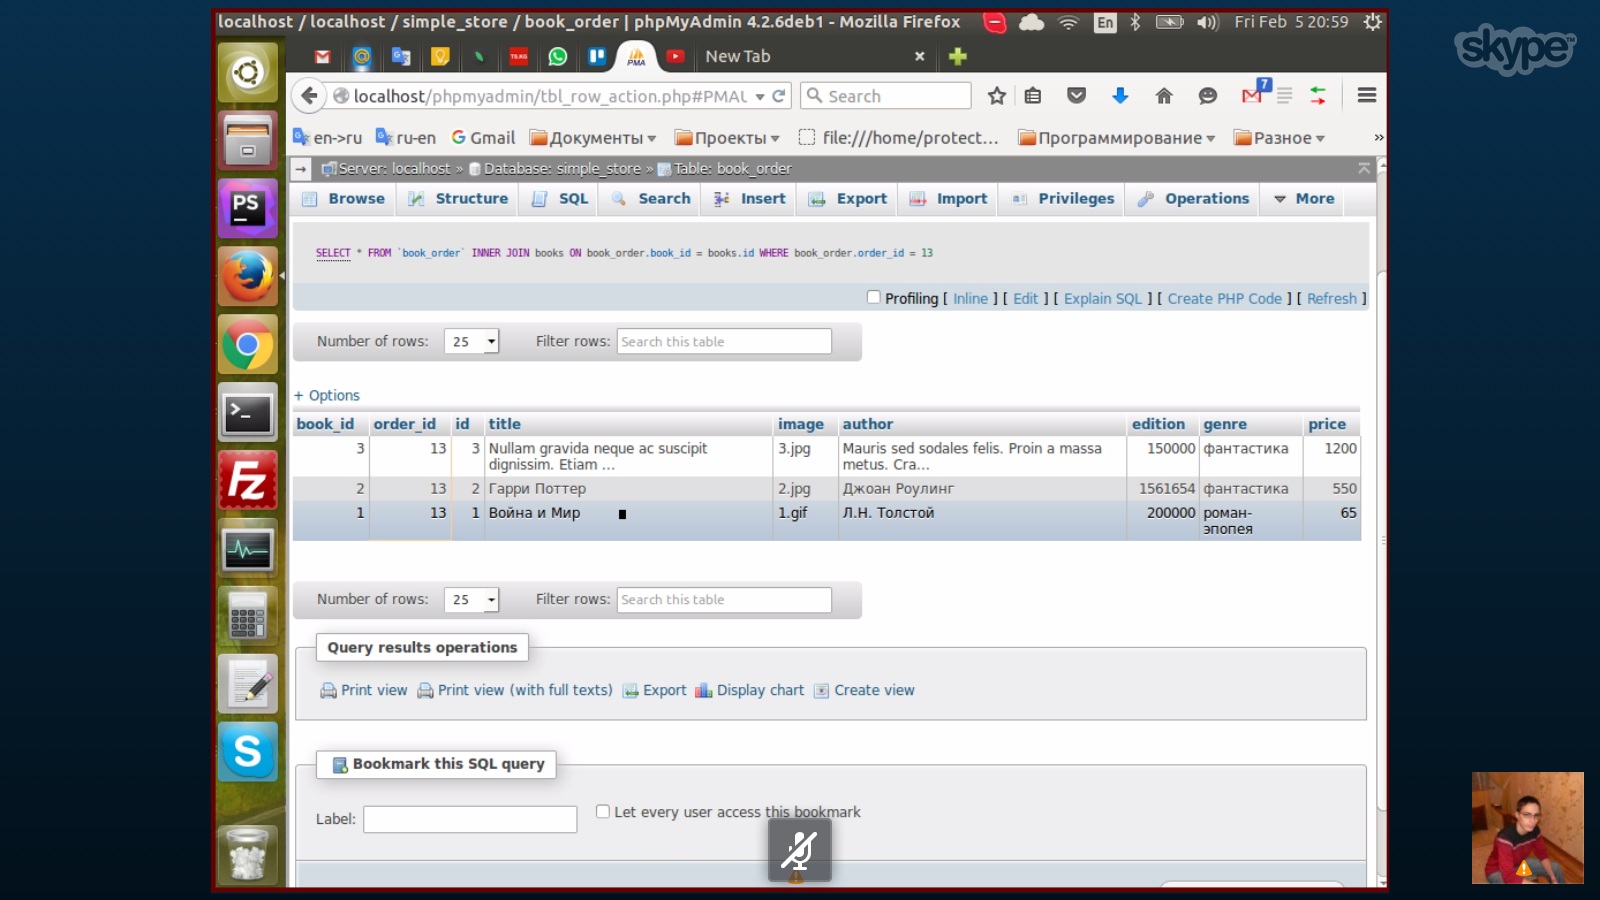 localhost / localhost / simple_store / book_order | phpMyAdmin 4.2.6deb1 - Mozilla Firefox En Fri Feb 5 20:59
skype™
TS.KG PMA New Tab
localhost/phpmyadmin/tbl_row_action.php#PMAU Search 7
en->ru ru-en Gmail Документы Проекты file:///home/protect... Программирование Разное »
Server: localhost » Database: simple_store » Table: book_order
Browse Structure SQL Search Insert Export Import Privileges Operations More
SELECT * FROM `book_order` INNER JOIN books ON book_order.book_id = books.id WHERE book_order.order_id = 13
Profiling [ Inline ] [ Edit ] [ Explain SQL ] [ Create PHP Code ] [ Refresh ]
Number of rows: 25 Filter rows: Search this table
+ Options
book_id order_id id title image author edition genre price
3 13 3 Nullam gravida neque ac suscipit 3.jpg Mauris sed sodales felis. Proin a massa 150000 фантастика 1200
dignissim. Etiam ... metus. Cra...
2 13 2 Гарри Поттер 2.jpg Джоан Роулинг 1561654 фантастика 550
1 13 1 Война и Мир 1.gif Л.Н. Толстой 200000 роман- 65
эпопея
Number of rows: 25 Filter rows: Search this table
Query results operations
Print view Print view (with full texts) Export Display chart Create view
Bookmark this SQL query
Label: Let every user access this bookmark
PS
Fz
S